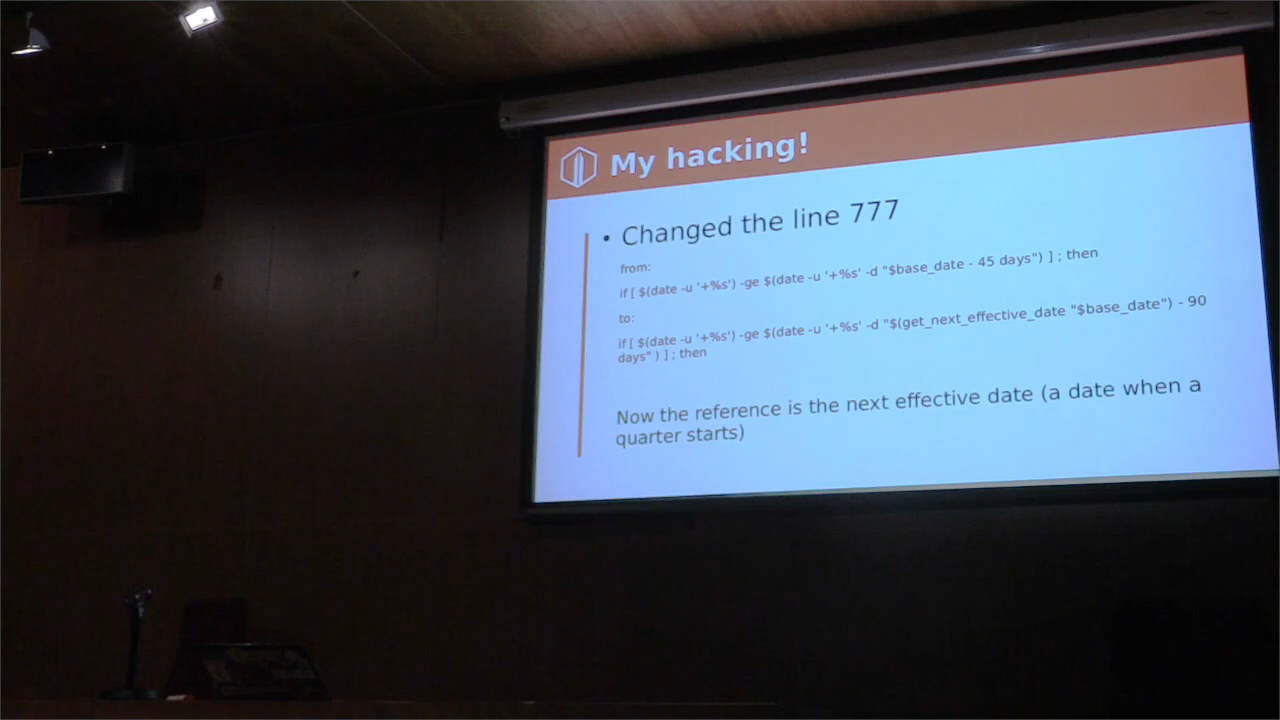 My hacking!
• Changed the line 777
from:
if [ $(date -u '+%s') -ge $(date -u '+%s' -d "$base_date - 45 days") ] ; then
to:
if [ $(date -u '+%s') -ge $(date -u '+%s' -d "$(get_next_effective_date "$base_date") - 90
days" ) ] ; then
Now the reference is the next effective date (a date when a
quarter starts)